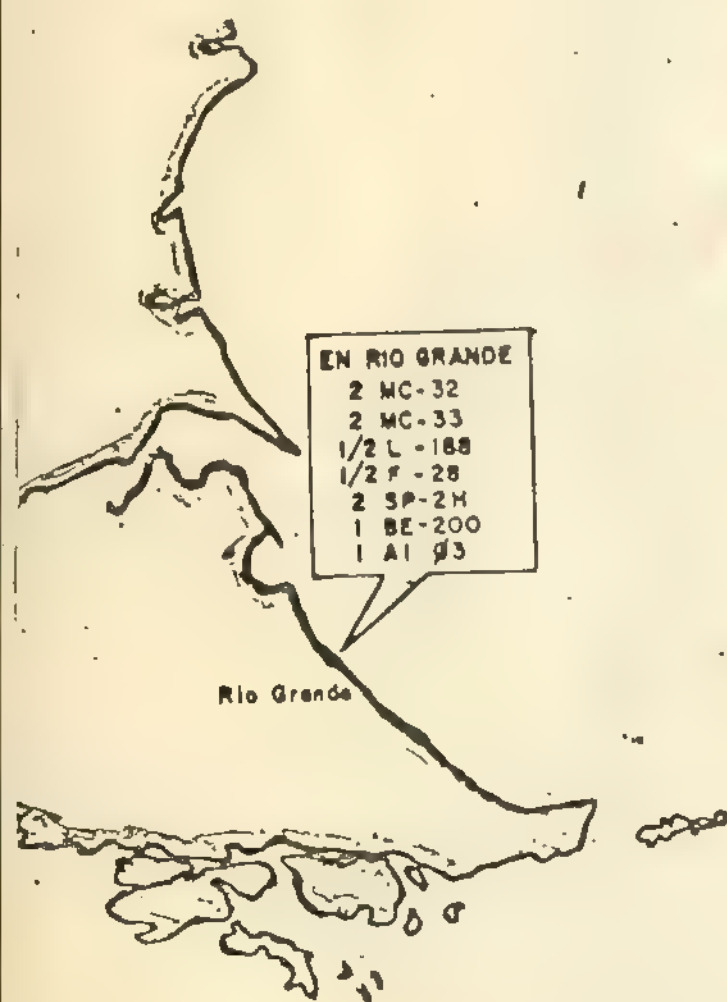 EN RIO GRANDE
2 MC-32
2 MC-33
1/2 L-188
1/2 F-28
2 SP-2H
1 BE-200
1 AI Ø3
Rio Grande